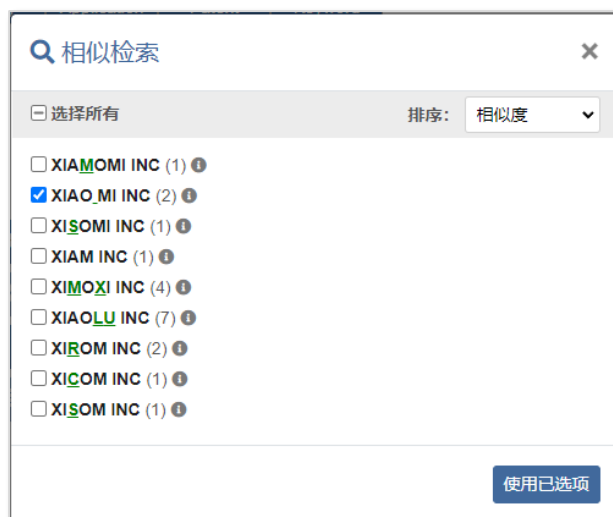 相似检索 ×
选择所有 排序: 相似度
XIAMOMI INC (1)
XIAO MI INC (2)
XISOMI INC (1)
XIAM INC (1)
XIMOXI INC (4)
XIAOLU INC (7)
XIROM INC (2)
XICOM INC (1)
XISOM INC (1)
使用已选项